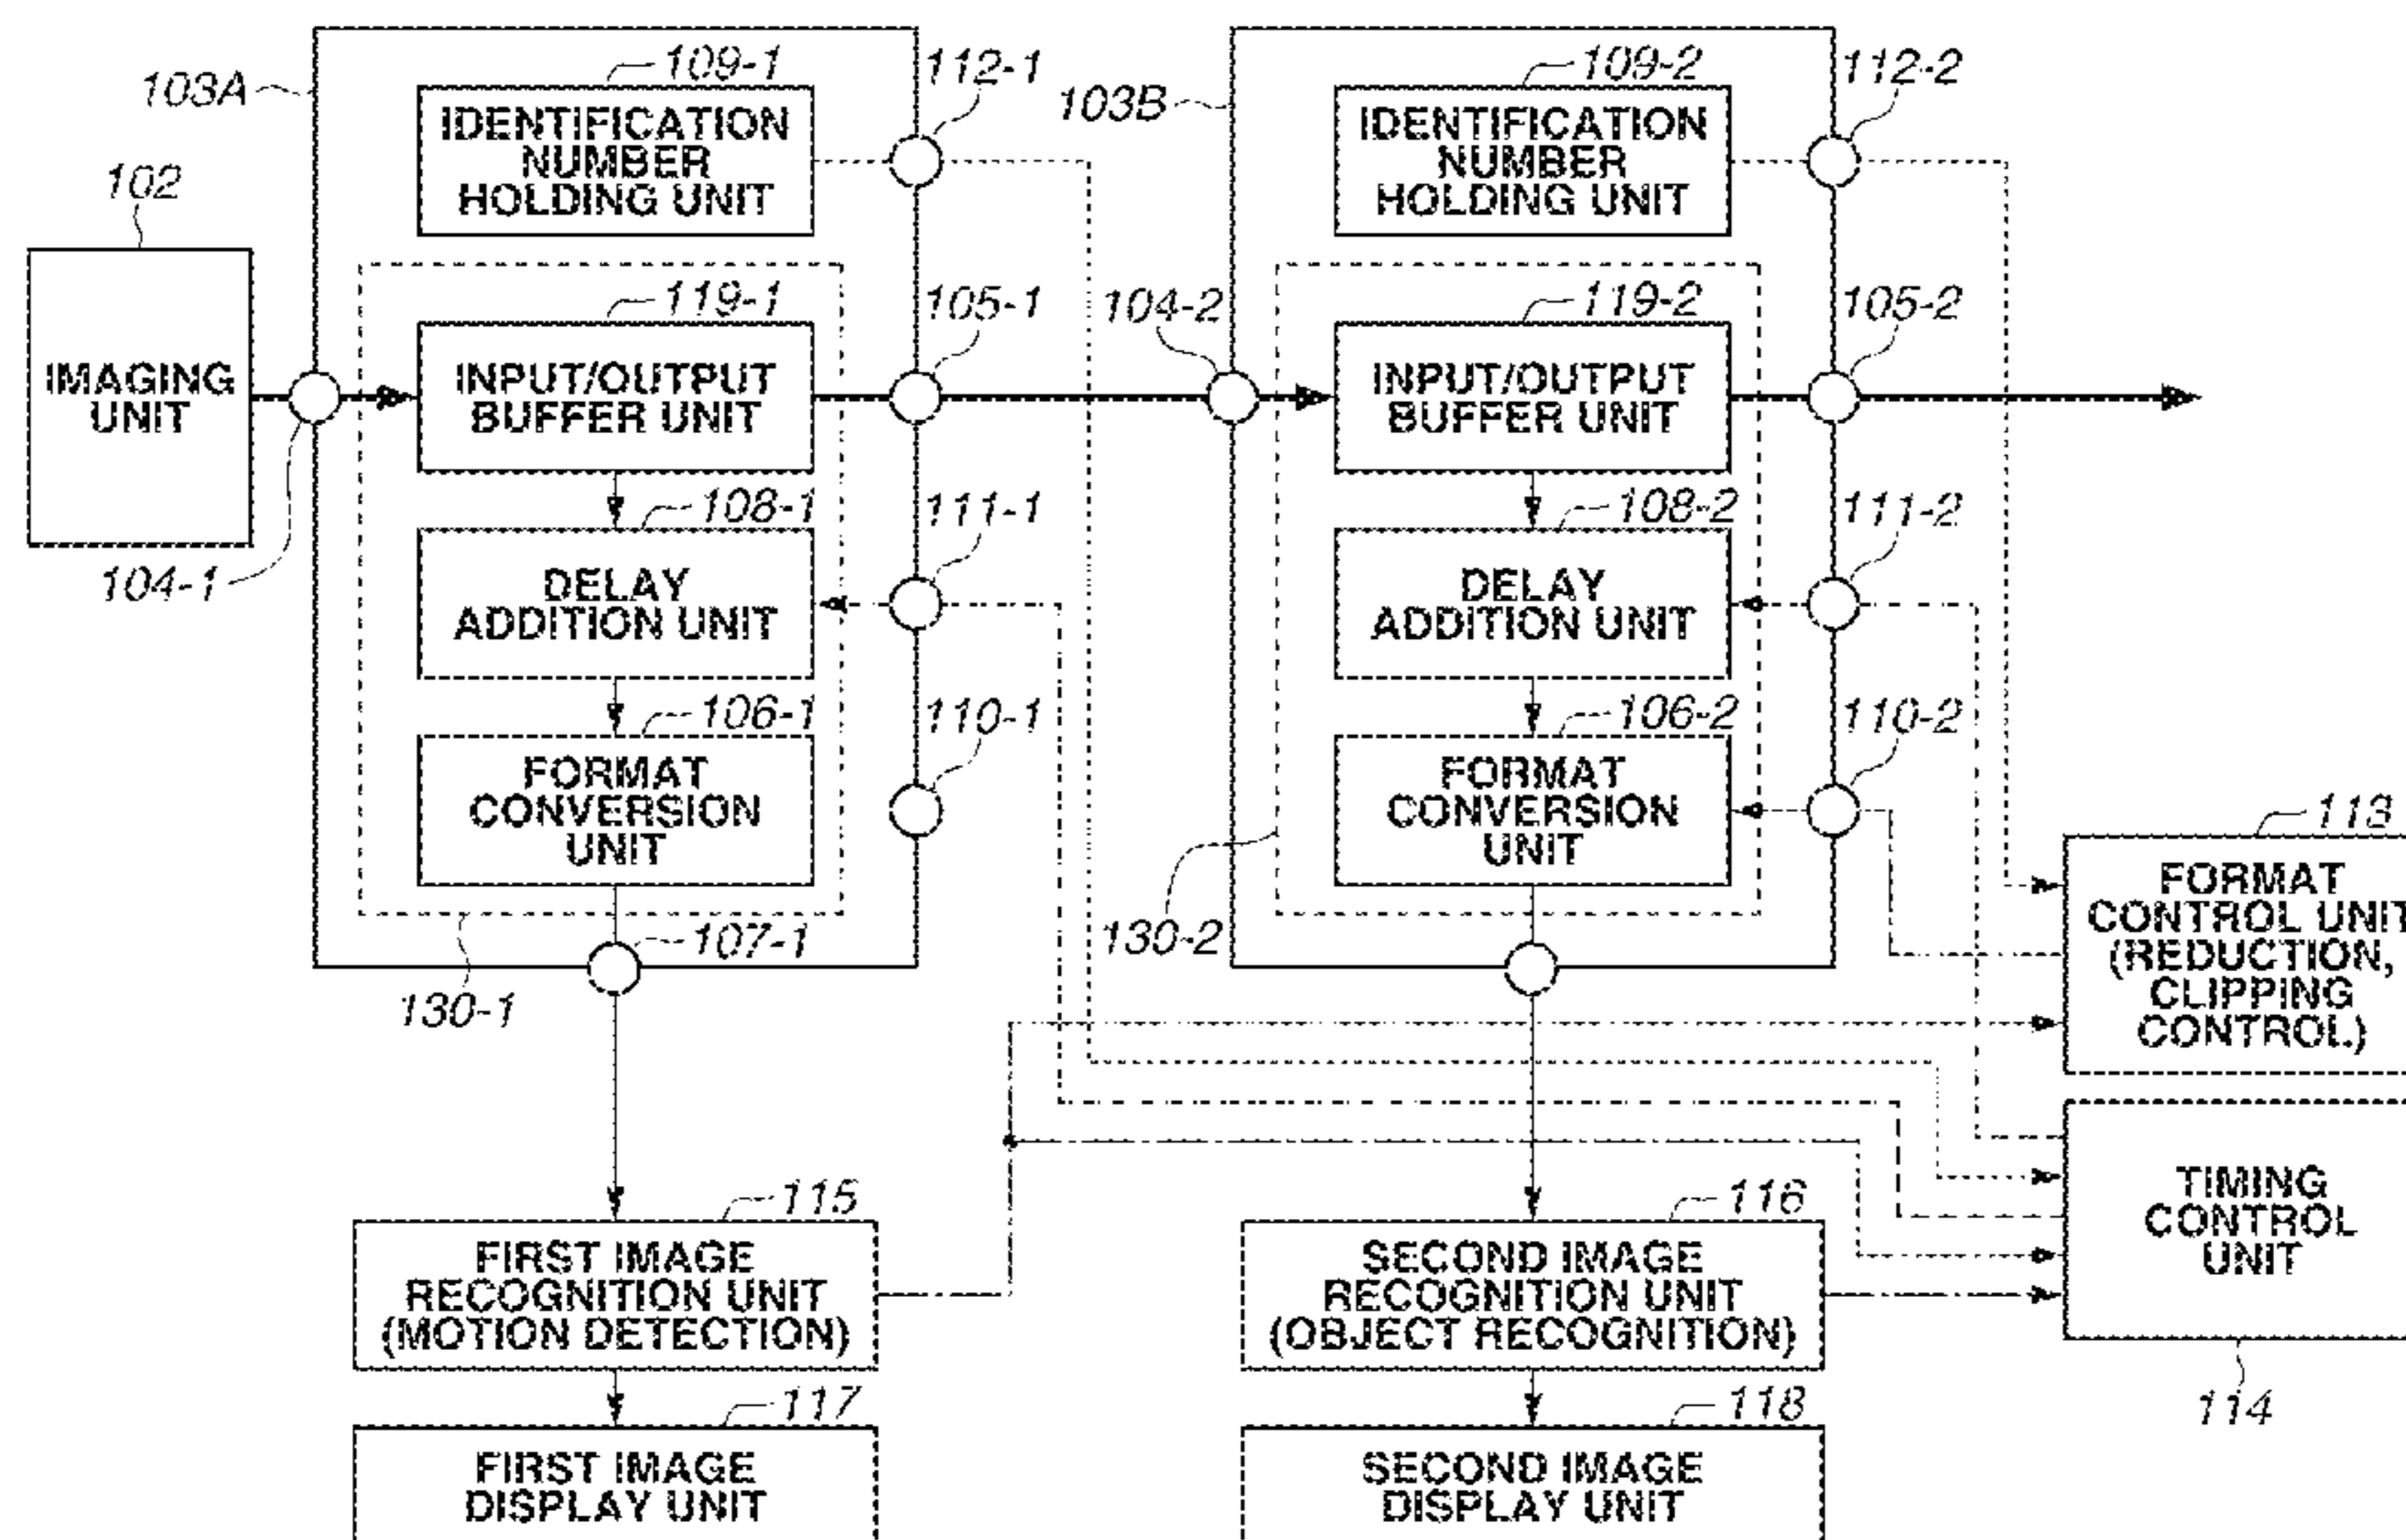 103A
109-1
112-1
IDENTIFICATION
NUMBER
HOLDING UNIT
103B
109-2
112-2
IDENTIFICATION
NUMBER
HOLDING UNIT
102
IMAGING
UNIT
104-1
119-1
INPUT/OUTPUT
BUFFER UNIT
105-1
104-2
119-2
INPUT/OUTPUT
BUFFER UNIT
105-2
108-1
DELAY
ADDITION UNIT
111-1
108-2
DELAY
ADDITION UNIT
111-2
106-1
FORMAT
CONVERSION
UNIT
110-1
106-2
FORMAT
CONVERSION
UNIT
110-2
107-1
130-1
130-2
113
FORMAT
CONTROL UNIT
(REDUCTION,
CLIPPING
CONTROL)
TIMING
CONTROL
UNIT
114
115
FIRST IMAGE
RECOGNITION UNIT
(MOTION DETECTION)
116
SECOND IMAGE
RECOGNITION UNIT
(OBJECT RECOGNITION)
117
FIRST IMAGE
DISPLAY UNIT
118
SECOND IMAGE
DISPLAY UNIT